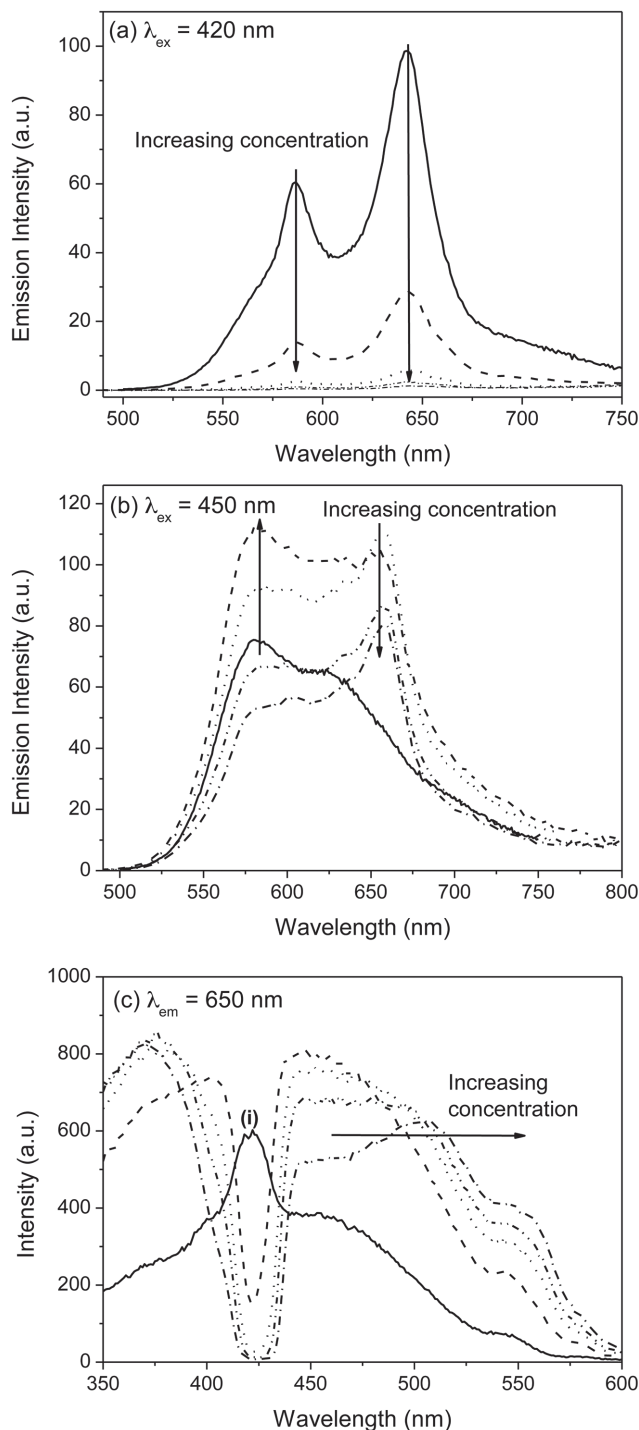 (a) λex = 420 nm
Increasing concentration
Emission Intensity (a.u.)
100
80
60
40
20
0
500 550 600 650 700 750
Wavelength (nm)
(b) λex = 450 nm
Increasing concentration
Emission Intensity (a.u.)
120
100
80
60
40
20
0
500 550 600 650 700 750 800
Wavelength (nm)
(c) λem = 650 nm
(i)
Increasing
concentration
Intensity (a.u.)
1000
800
600
400
200
0
350 400 450 500 550 600
Wavelength (nm)